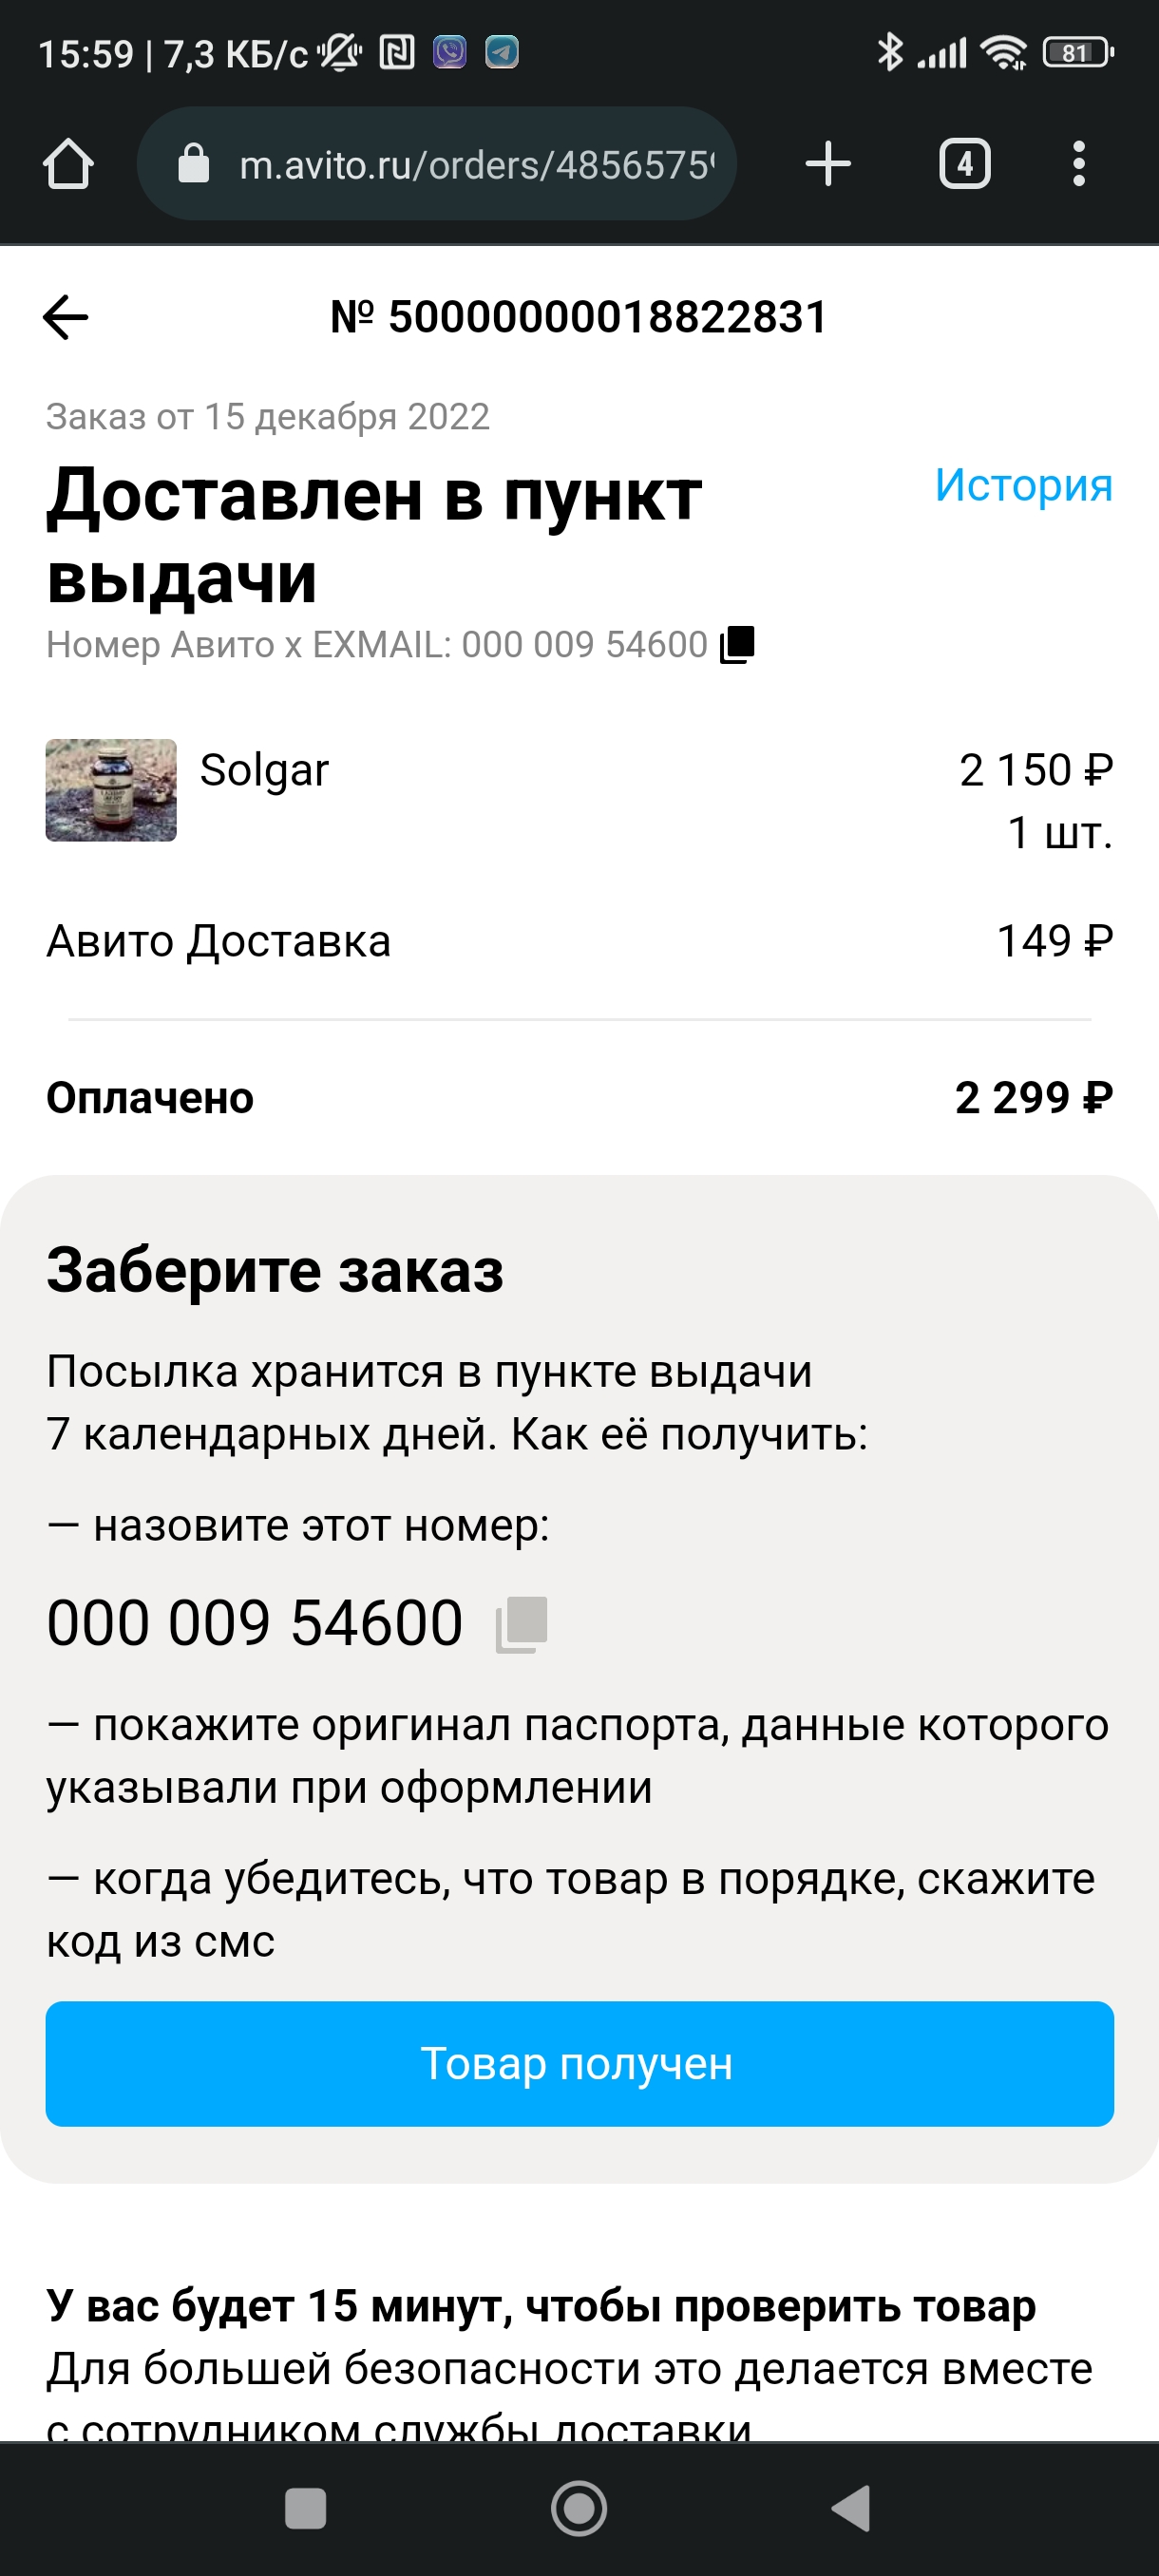 15:59 | 7,3 КБ/с
81
m.avito.ru/orders/4856575
4
№ 50000000018822831
Заказ от 15 декабря 2022
Доставлен в пункт
выдачи
История
Номер Авито x EXMAIL: 000 009 54600
Solgar
2 150 ₽
1 шт.
Авито Доставка
149 ₽
Оплачено
2 299 ₽
Заберите заказ
Посылка хранится в пункте выдачи
7 календарных дней. Как её получить:
— назовите этот номер:
000 009 54600
— покажите оригинал паспорта, данные которого
указывали при оформлении
— когда убедитесь, что товар в порядке, скажите
код из смс
Товар получен
У вас будет 15 минут, чтобы проверить товар
Для большей безопасности это делается вместе
с сотрудником службы доставки